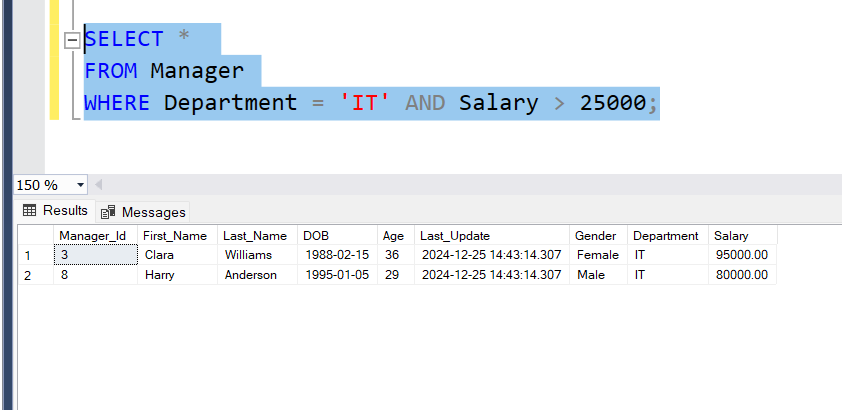 SELECT *
FROM Manager
WHERE Department = 'IT' AND Salary > 25000;
150 %
Results Messages
Manager_Id First_Name Last_Name DOB Age Last_Update Gender Department Salary
1 3 Clara Williams 1988-02-15 36 2024-12-25 14:43:14.307 Female IT 95000.00
2 8 Harry Anderson 1995-01-05 29 2024-12-25 14:43:14.307 Male IT 80000.00